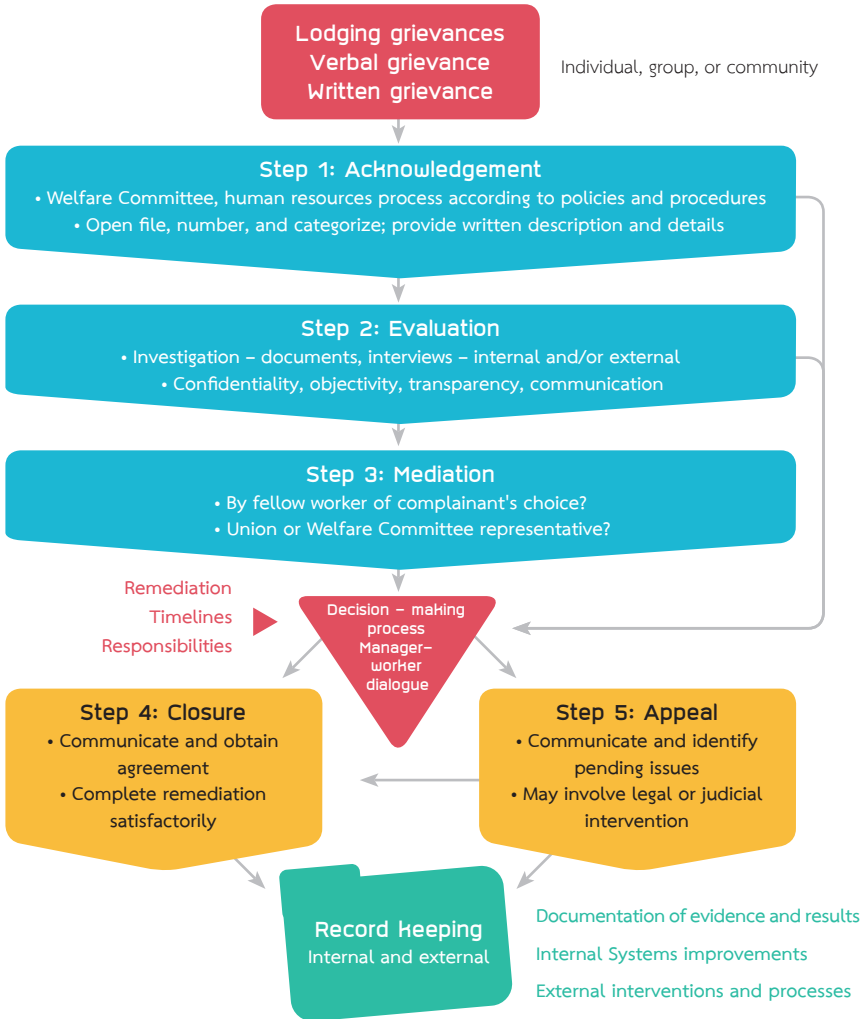 Lodging grievances
Verbal grievance
Written grievance
Individual, group, or community
Step 1: Acknowledgement
• Welfare Committee, human resources process according to policies and procedures
• Open file, number, and categorize; provide written description and details
Step 2: Evaluation
• Investigation – documents, interviews – internal and/or external
• Confidentiality, objectivity, transparency, communication
Step 3: Mediation
• By fellow worker of complainant's choice?
• Union or Welfare Committee representative?
Remediation
Timelines
Responsibilities
Decision – making
process
Manager–
worker
dialogue
Step 4: Closure
• Communicate and obtain
agreement
• Complete remediation
satisfactorily
Step 5: Appeal
• Communicate and identify
pending issues
• May involve legal or judicial
intervention
Record keeping
Internal and external
Documentation of evidence and results
Internal Systems improvements
External interventions and processes